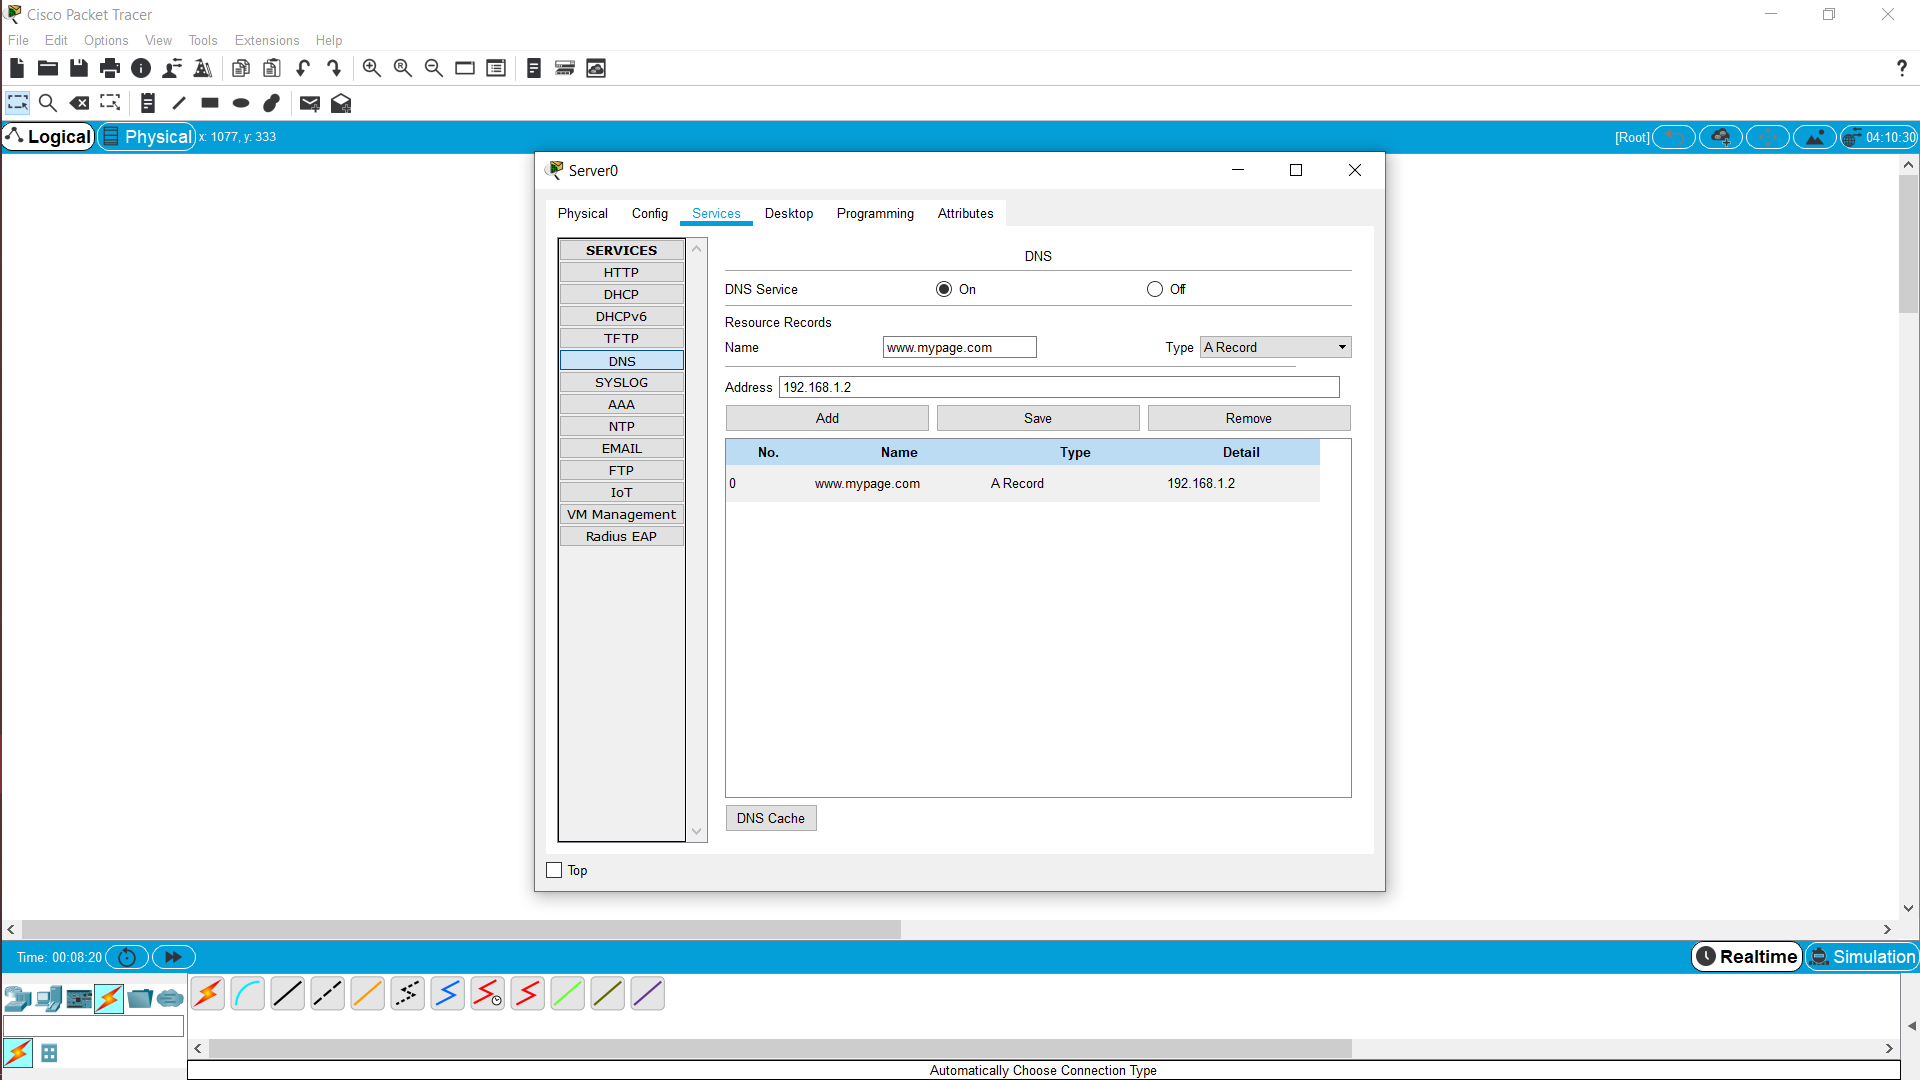 Cisco Packet Tracer
File Edit Options View Tools Extensions Help
?
Logical Physical x: 1077, y: 333 [Root] 04:10:30
Server0
Physical Config Services Desktop Programming Attributes
SERVICES
HTTP
DHCP
DHCPv6
TFTP
DNS
SYSLOG
AAA
NTP
EMAIL
FTP
IoT
VM Management
Radius EAP
DNS
DNS Service On Off
Resource Records
Name www.mypage.com Type A Record
Address 192.168.1.2
Add Save Remove
No. Name Type Detail
0 www.mypage.com A Record 192.168.1.2
DNS Cache
Top
Time: 00:08:20 Realtime Simulation
Automatically Choose Connection Type